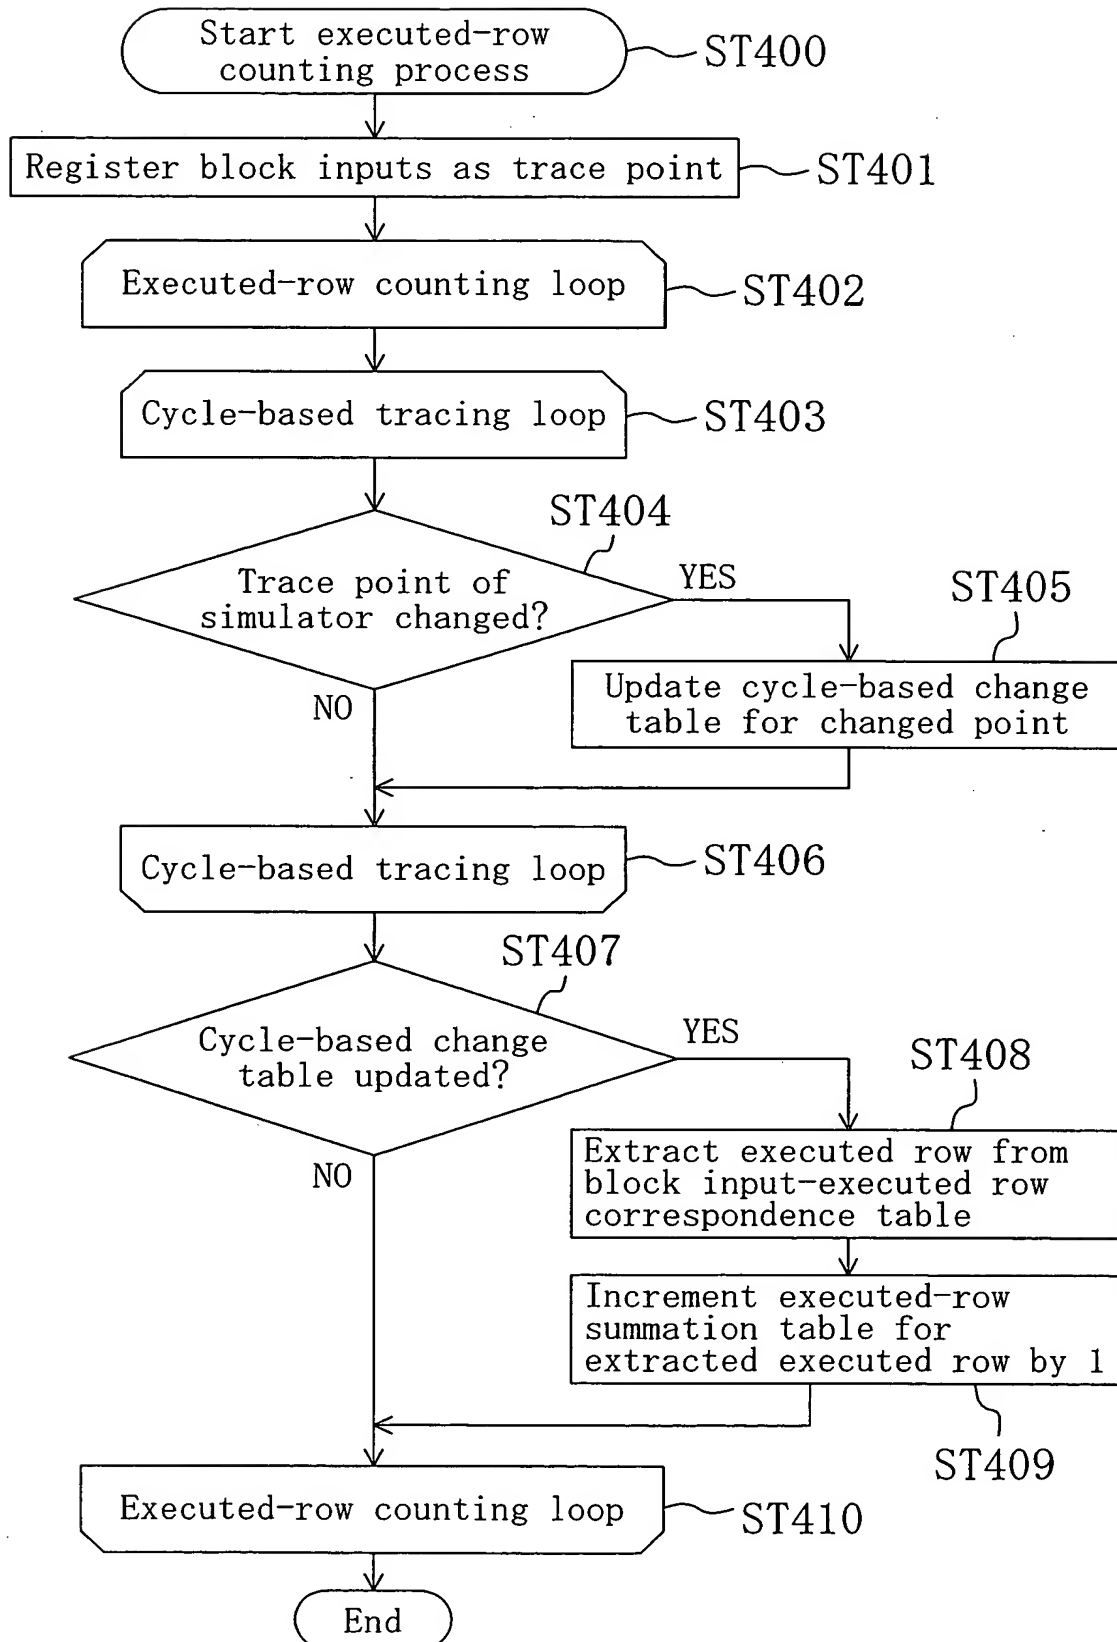 Start executed-row
counting process
ST400
Register block inputs as trace point
ST401
Executed-row counting loop
ST402
Cycle-based tracing loop
ST403
ST404
Trace point of
simulator changed?
YES
NO
ST405
Update cycle-based change
table for changed point
Cycle-based tracing loop
ST406
ST407
Cycle-based change
table updated?
YES
NO
ST408
Extract executed row from
block input-executed row
correspondence table
Increment executed-row
summation table for
extracted executed row by 1
ST409
Executed-row counting loop
ST410
End